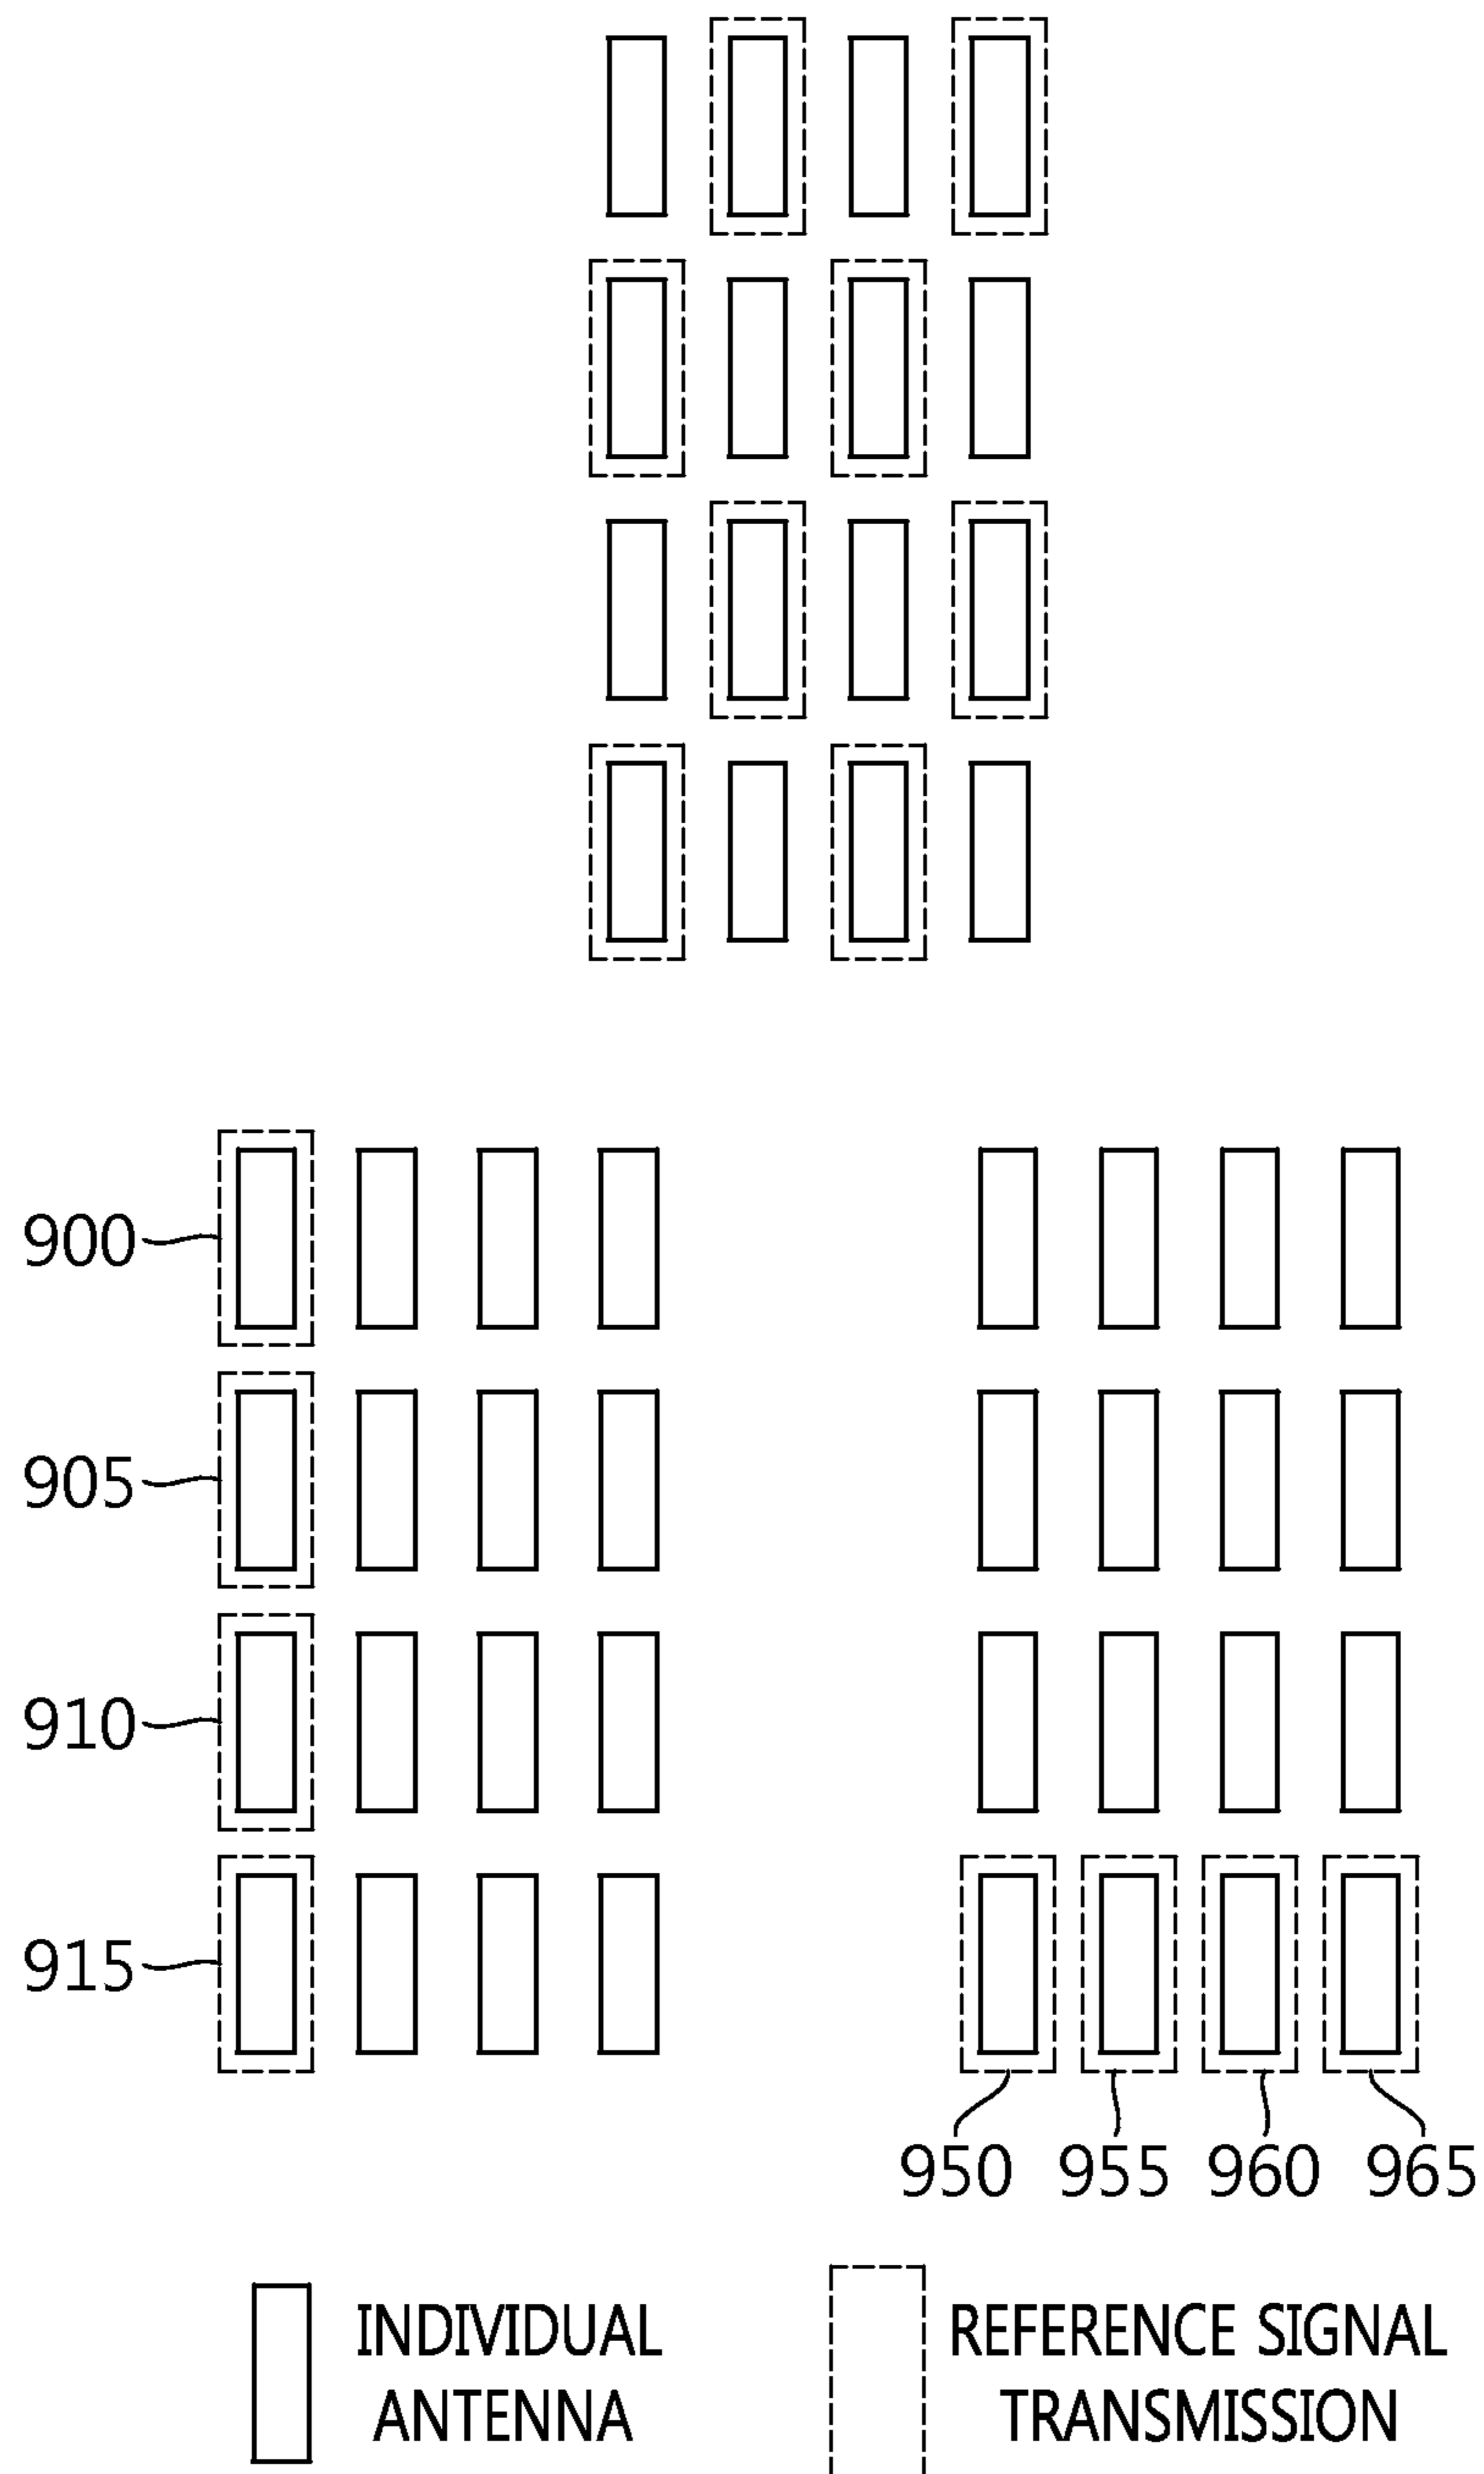 900
905
910
915
950 955 960 965
INDIVIDUAL
ANTENNA
REFERENCE SIGNAL
TRANSMISSION